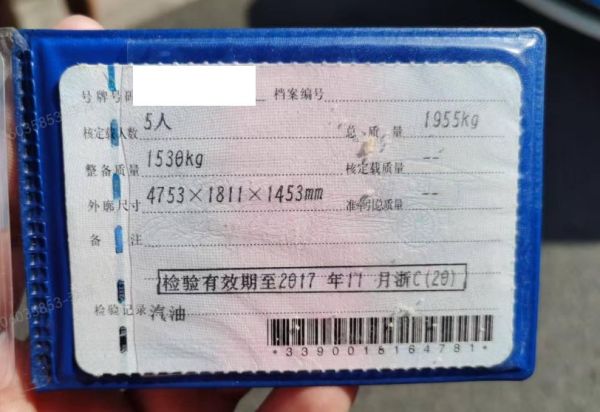 号牌号码 档案编号
核定载人数 5人 总质量 1955kg
整备质量 1530kg 核定载质量 --
外廓尺寸 4753×1811×1453mm 准牵引总质量 --
备注
检验有效期至2017年11月浙C(20)
检验记录 汽油
*3390018164781*